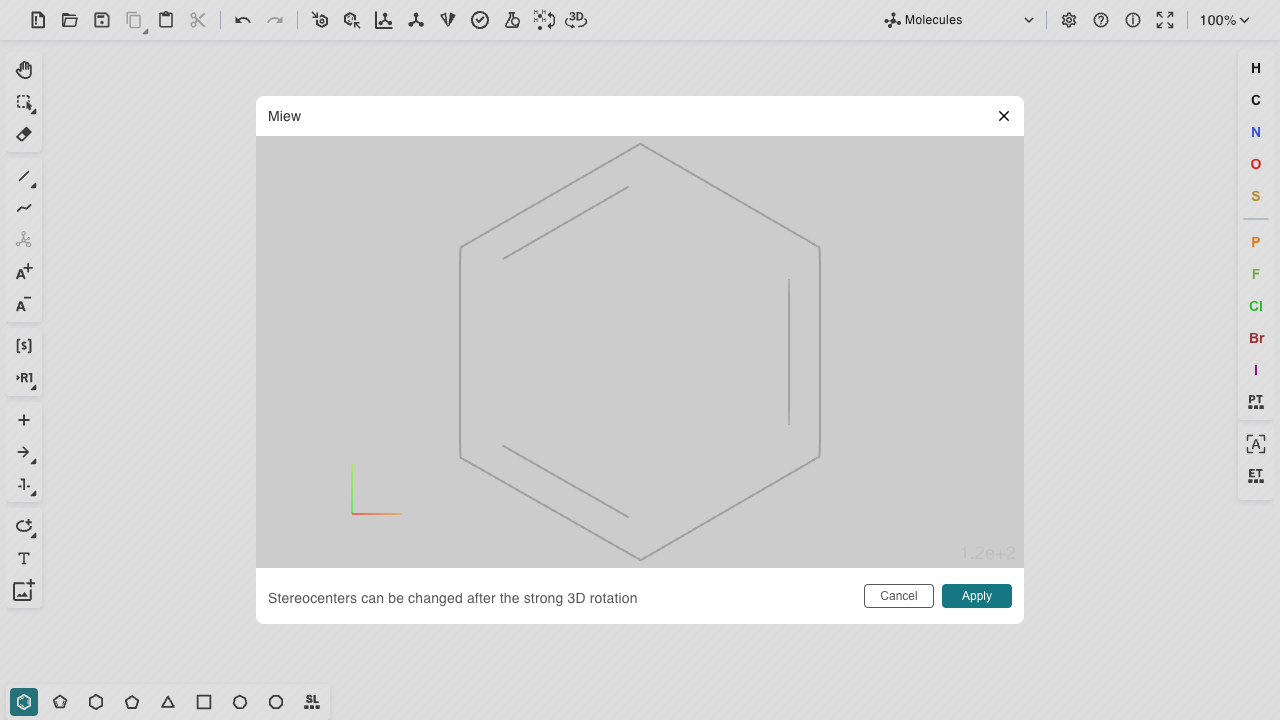 3D
Molecules
100%
Miew
1.2e+2
Stereocenters can be changed after the strong 3D rotation
Cancel
Apply
A+
A-
[s]
R1
T
SL
H
C
N
O
S
P
F
Cl
Br
I
PT
A
ET